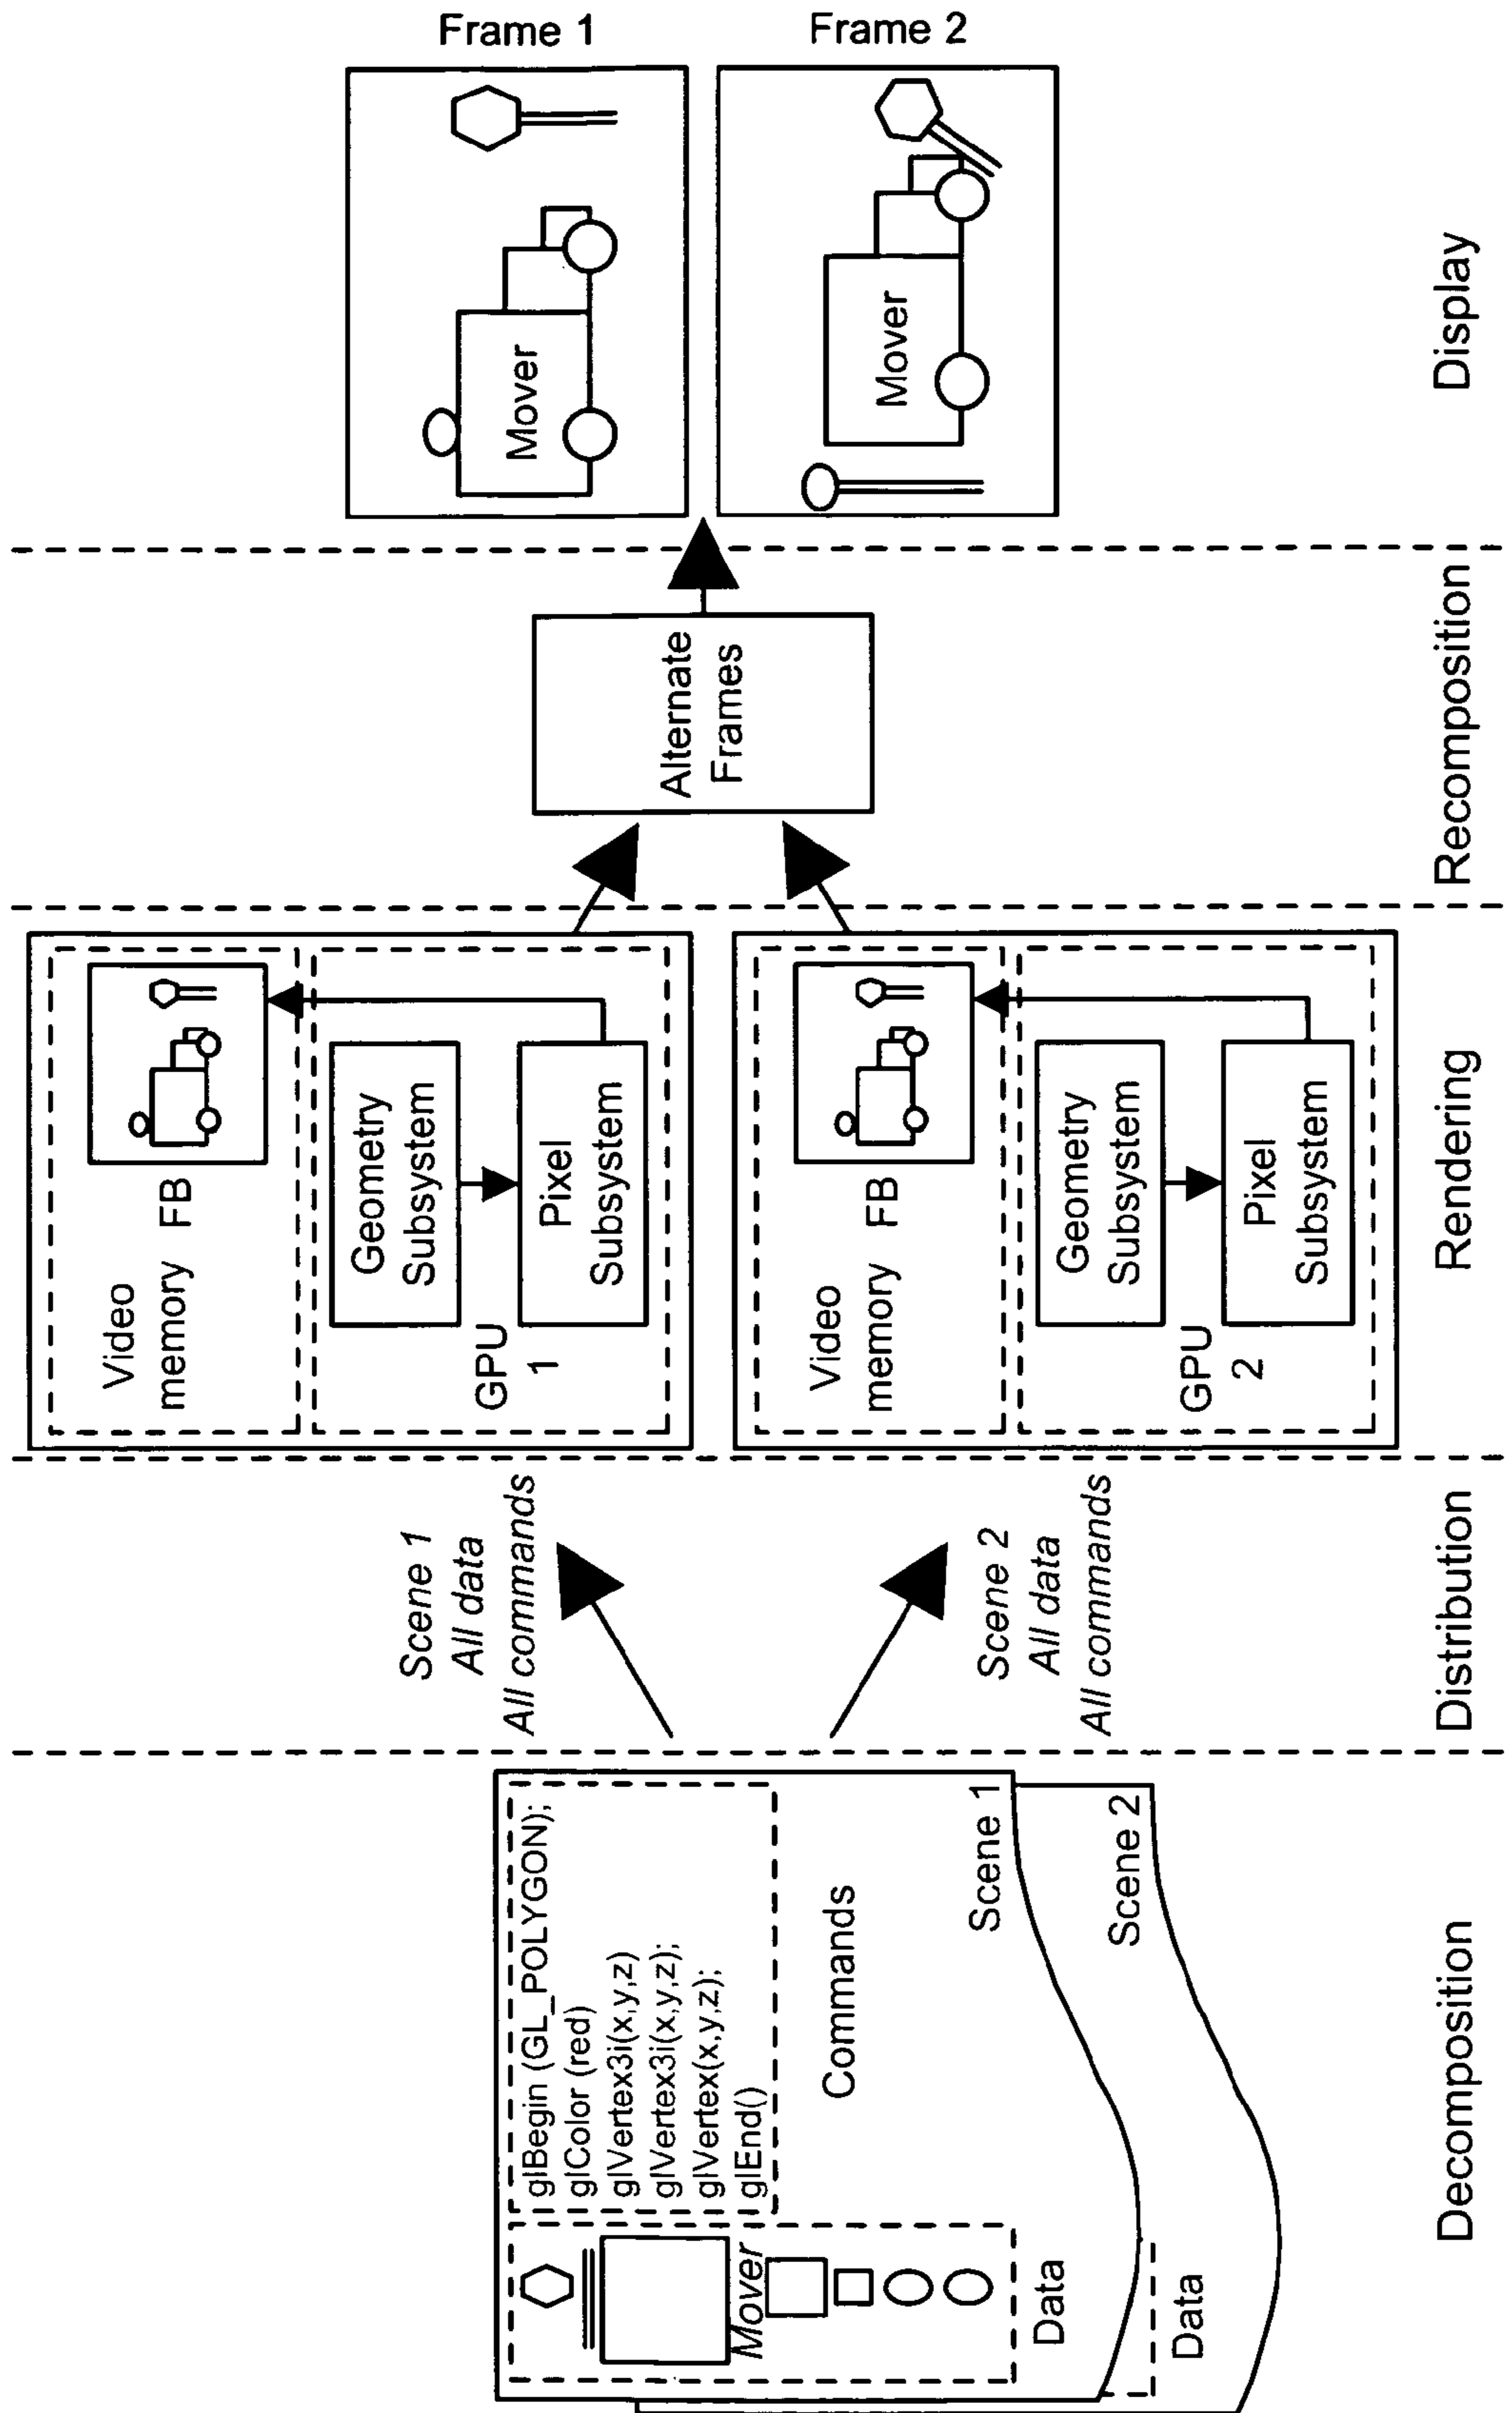 glBegin (GL_POLYGON);
glColor (red)
glVertex3i(x,y,z)
glVertex3i(x,y,z);
glVertex(x,y,z);
glEnd()
Mover
Commands
Data
Scene 1
Data
Scene 2
Decomposition
Scene 1
All data
All commands
Scene 2
All data
All commands
Distribution
Video
memory FB
Geometry
Subsystem
GPU
1
Pixel
Subsystem
Video
memory FB
Geometry
Subsystem
GPU
2
Pixel
Subsystem
Rendering
Alternate
Frames
Recomposition
Frame 1
Mover
Frame 2
Mover
Display